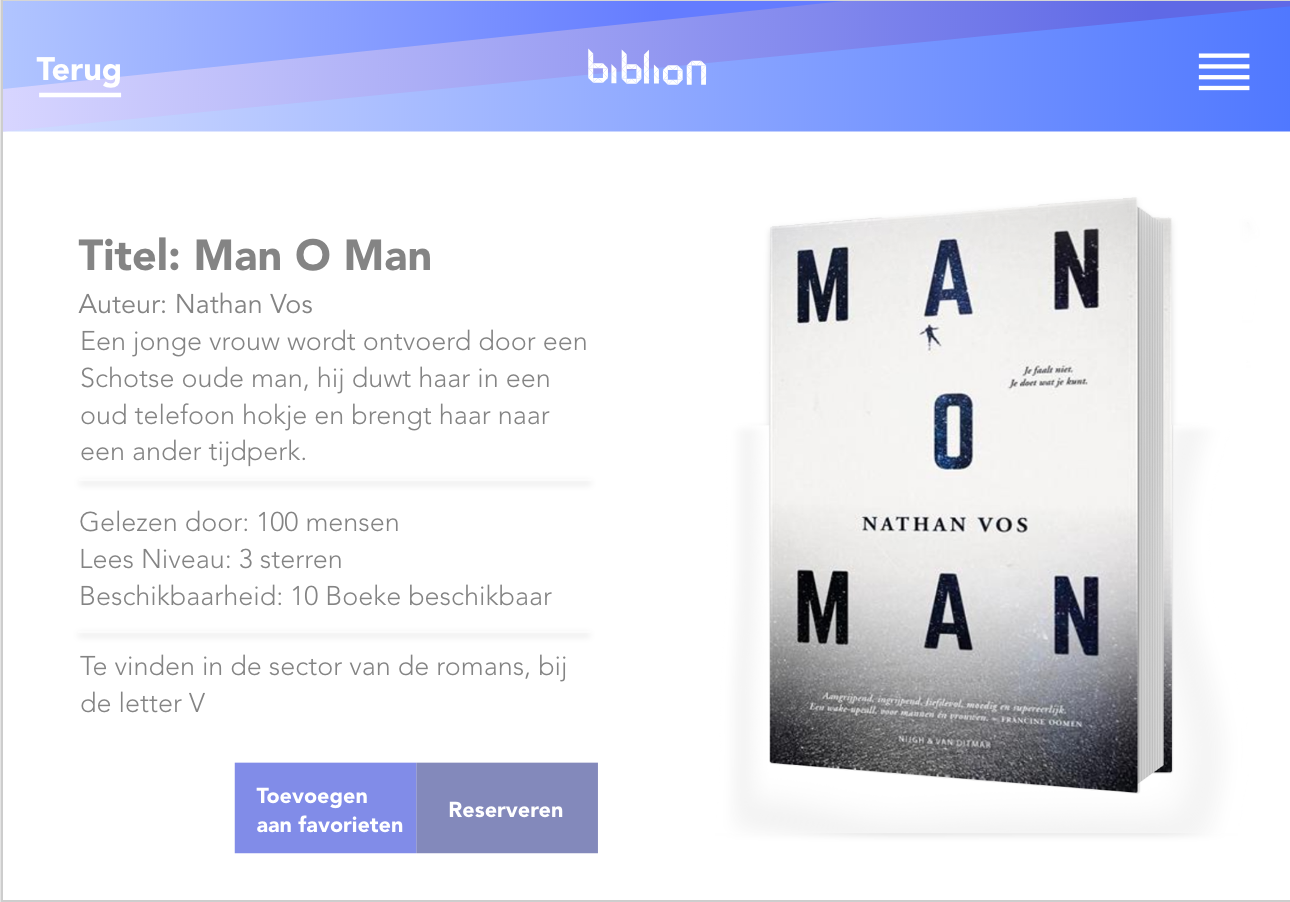 Terug
biblion
Titel: Man O Man
Auteur: Nathan Vos
Een jonge vrouw wordt ontvoerd door een
Schotse oude man, hij duwt haar in een
oud telefoon hokje en brengt haar naar
een ander tijdperk.
Gelezen door: 100 mensen
Lees Niveau: 3 sterren
Beschikbaarheid: 10 Boeke beschikbaar
Te vinden in de sector van de romans, bij
de letter V
Toevoegen
aan favorieten
Reserveren
MAN
Je faalt niet.
Je doet wat je kunt.
O
NATHAN VOS
MAN
Aangrijpend, ingrijpend, liefdevol, moedig en supereerlijk.
Een wake-upcall, voor mannen én vrouwen. – FRANCINE OOMEN
NIJGH & VAN DITMAR